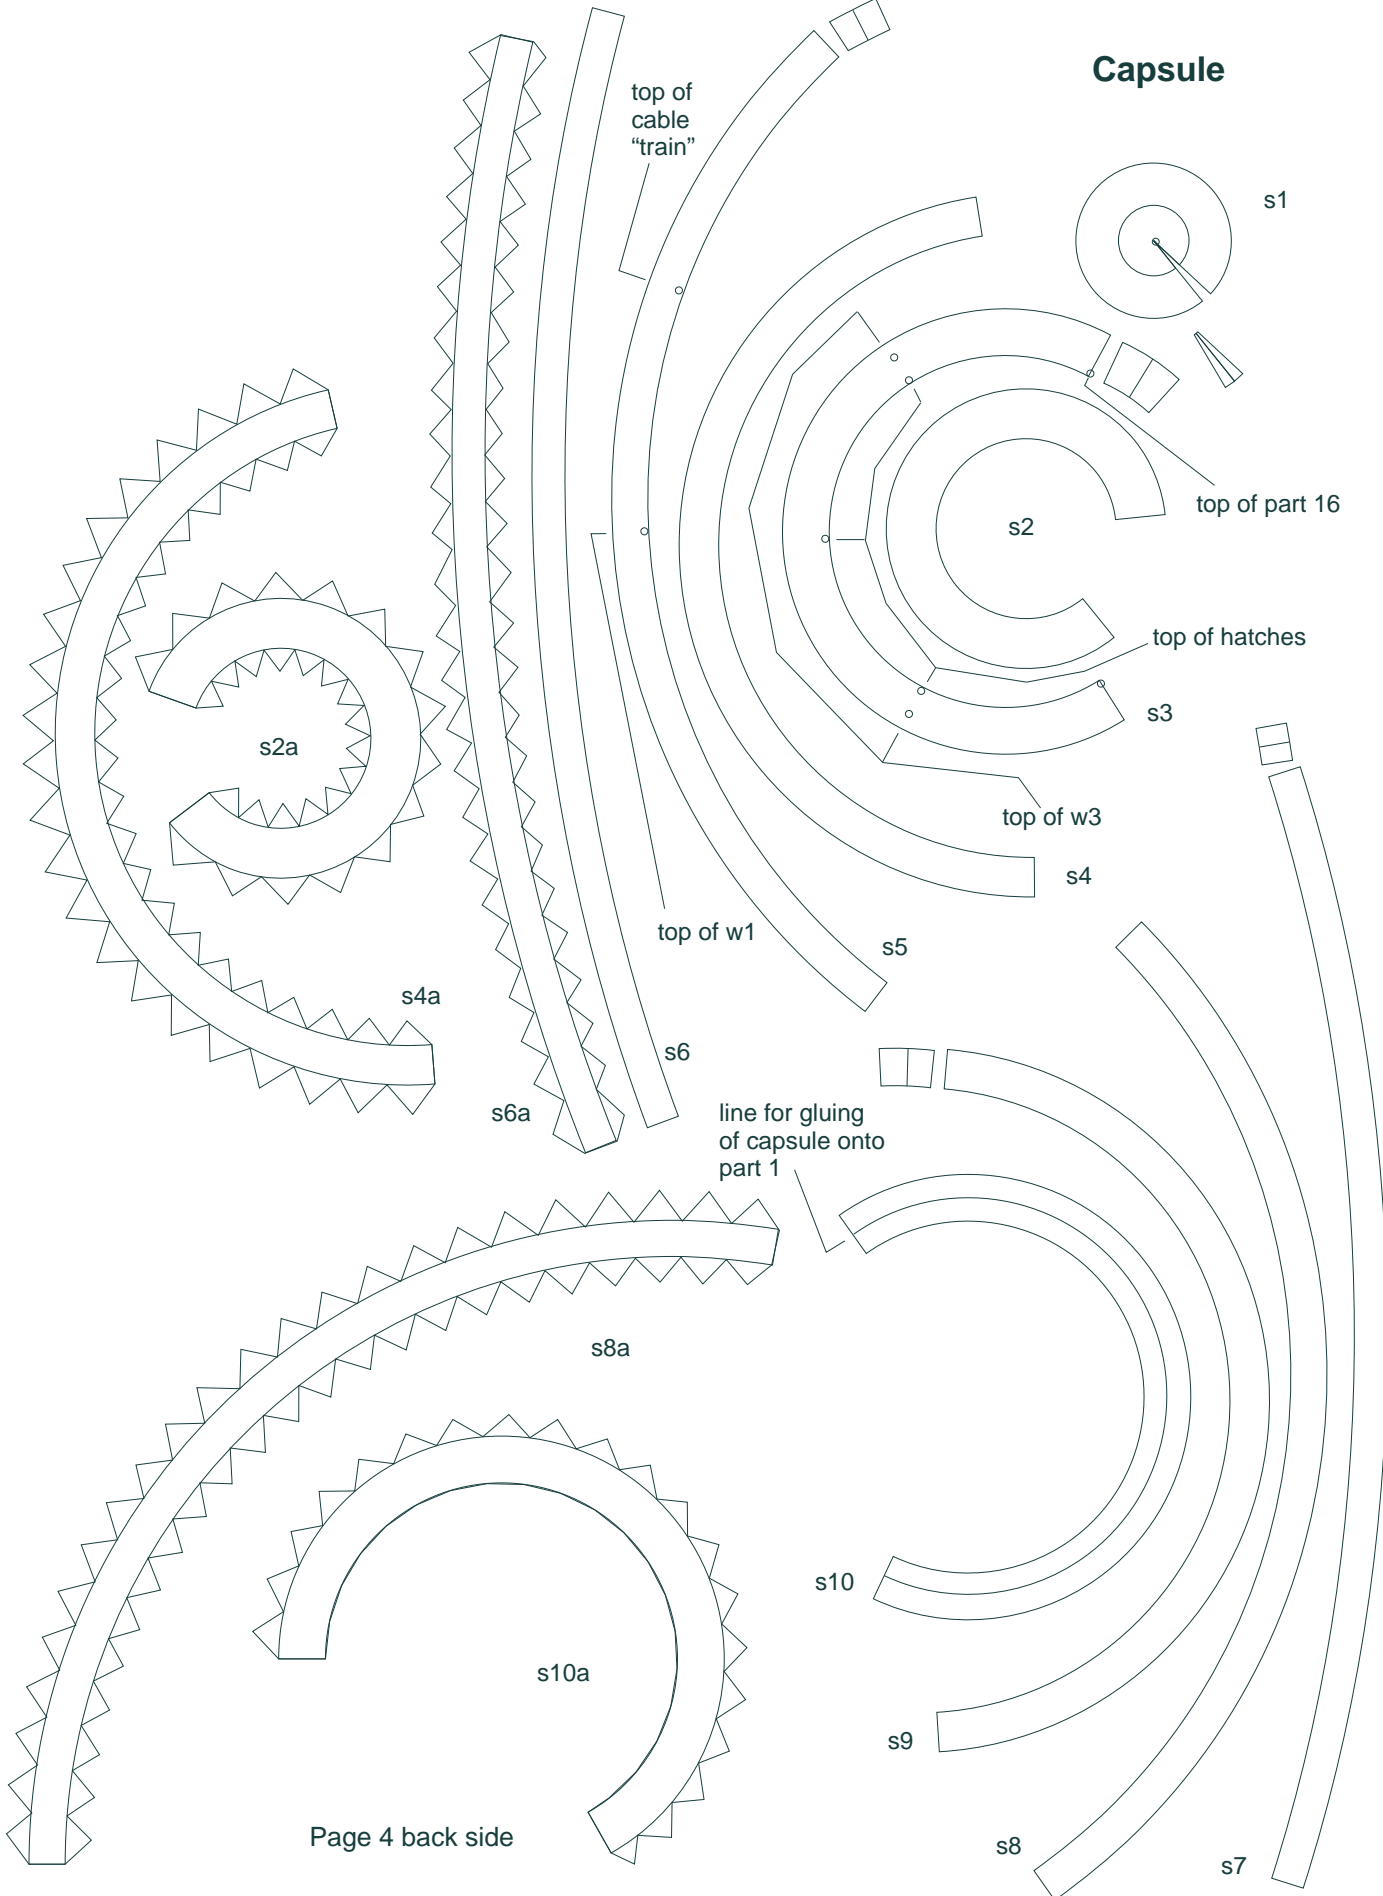 Capsule
top of
cable
“train”
s1
top of part 16
s2
top of hatches
s3
s2a
top of w3
s4
top of w1
s5
s4a
s6
s6a
line for gluing
of capsule onto
part 1
s8a
s10
s10a
s9
Page 4 back side
s8
s7